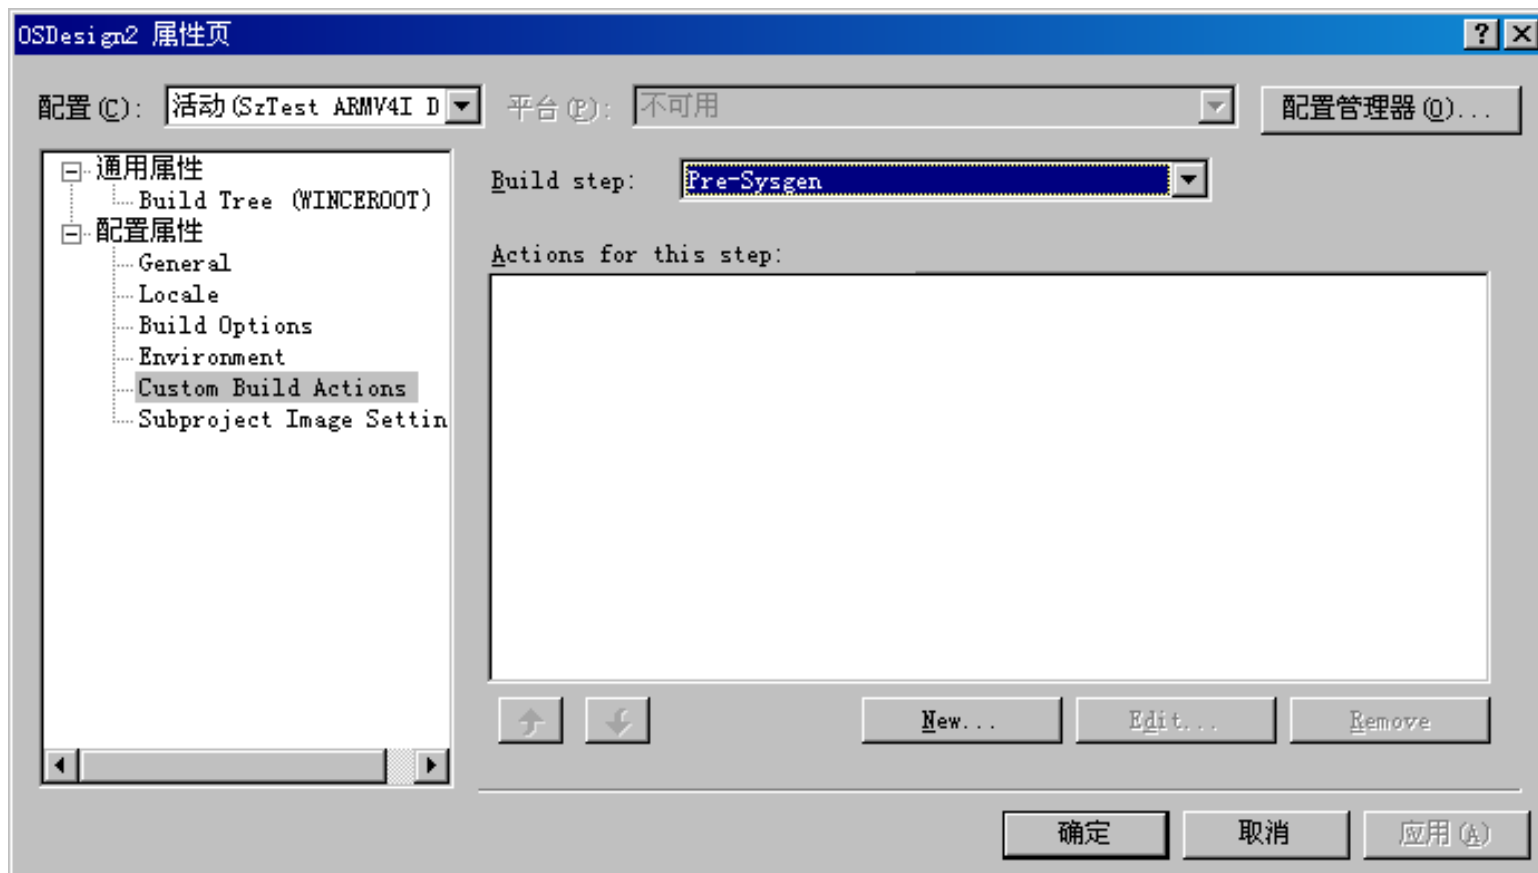 OSDesign2 属性页
配置(C): 活动(SzTest ARMV4I D 平台(P): 不可用 配置管理器(O)...
通用属性
Build Tree (WINCEROOT)
配置属性
General
Locale
Build Options
Environment
Custom Build Actions
Subproject Image Settin
Build step: Pre-Sysgen
Actions for this step:
New... Edit... Remove
确定 取消 应用(A)